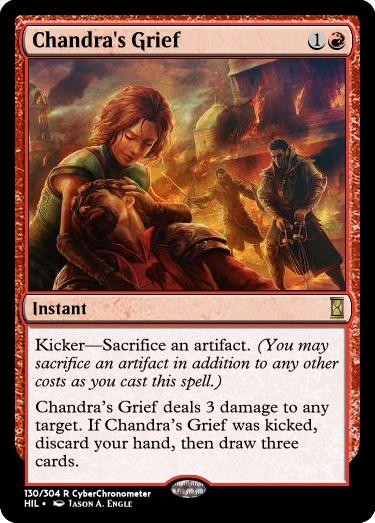 Chandra's Grief 1
Instant
Kicker—Sacrifice an artifact. (You may
sacrifice an artifact in addition to any other
costs as you cast this spell.)
Chandra's Grief deals 3 damage to any
target. If Chandra's Grief was kicked,
discard your hand, then draw three
cards.
130/304 R CyberChronometer
HIL • Jason A. Engle